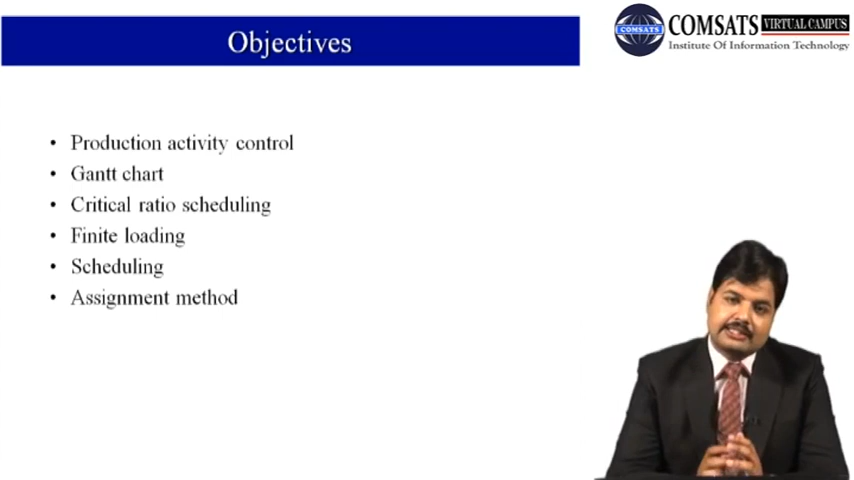 Objectives
COMSATS
COMSATS VIRTUAL CAMPUS
Institute Of Information Technology
• Production activity control
• Gantt chart
• Critical ratio scheduling
• Finite loading
• Scheduling
• Assignment method